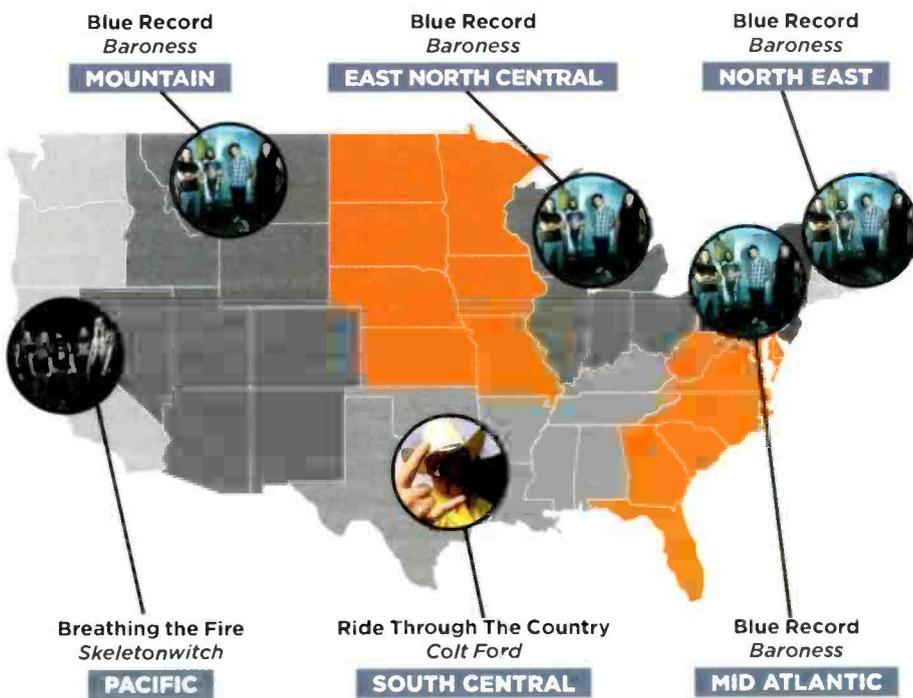 Blue Record
Baroness
MOUNTAIN
Blue Record
Baroness
EAST NORTH CENTRAL
Blue Record
Baroness
NORTH EAST
Breathing the Fire
Skeletonwitch
PACIFIC
Ride Through The Country
Colt Ford
SOUTH CENTRAL
Blue Record
Baroness
MID ATLANTIC